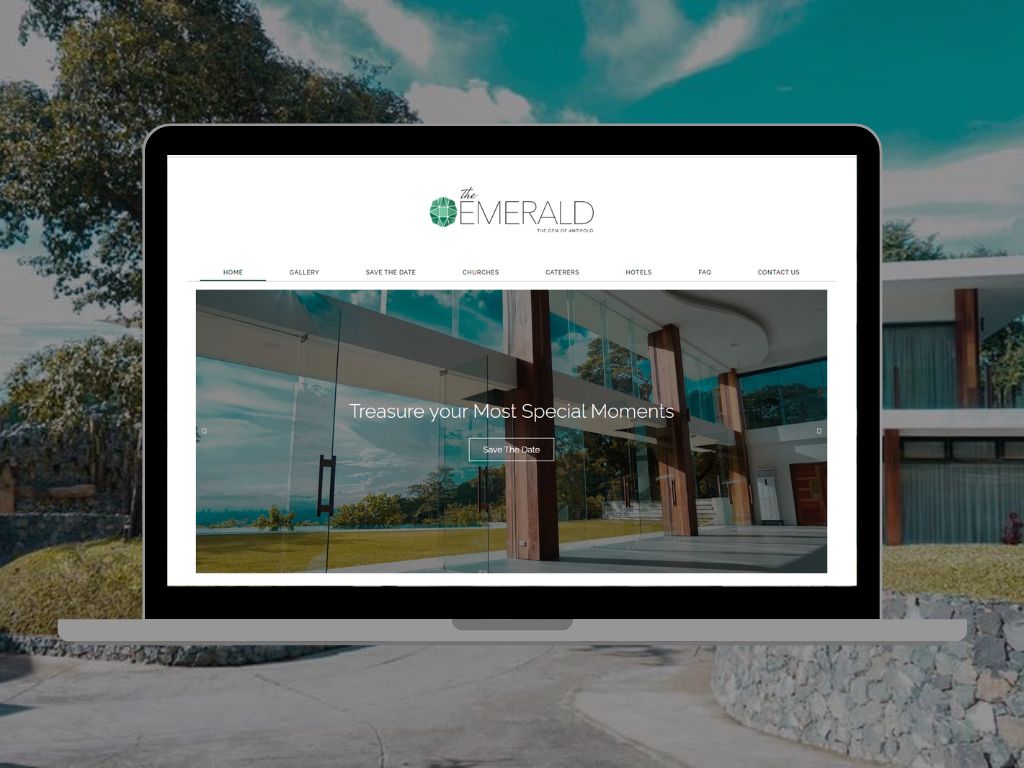 The
EMERALD
THE GEM OF ANTIPOLO
HOME GALLERY SAVE THE DATE CHURCHES CATERERS HOTELS FAQ CONTACT US
Treasure your Most Special Moments
Save The Date